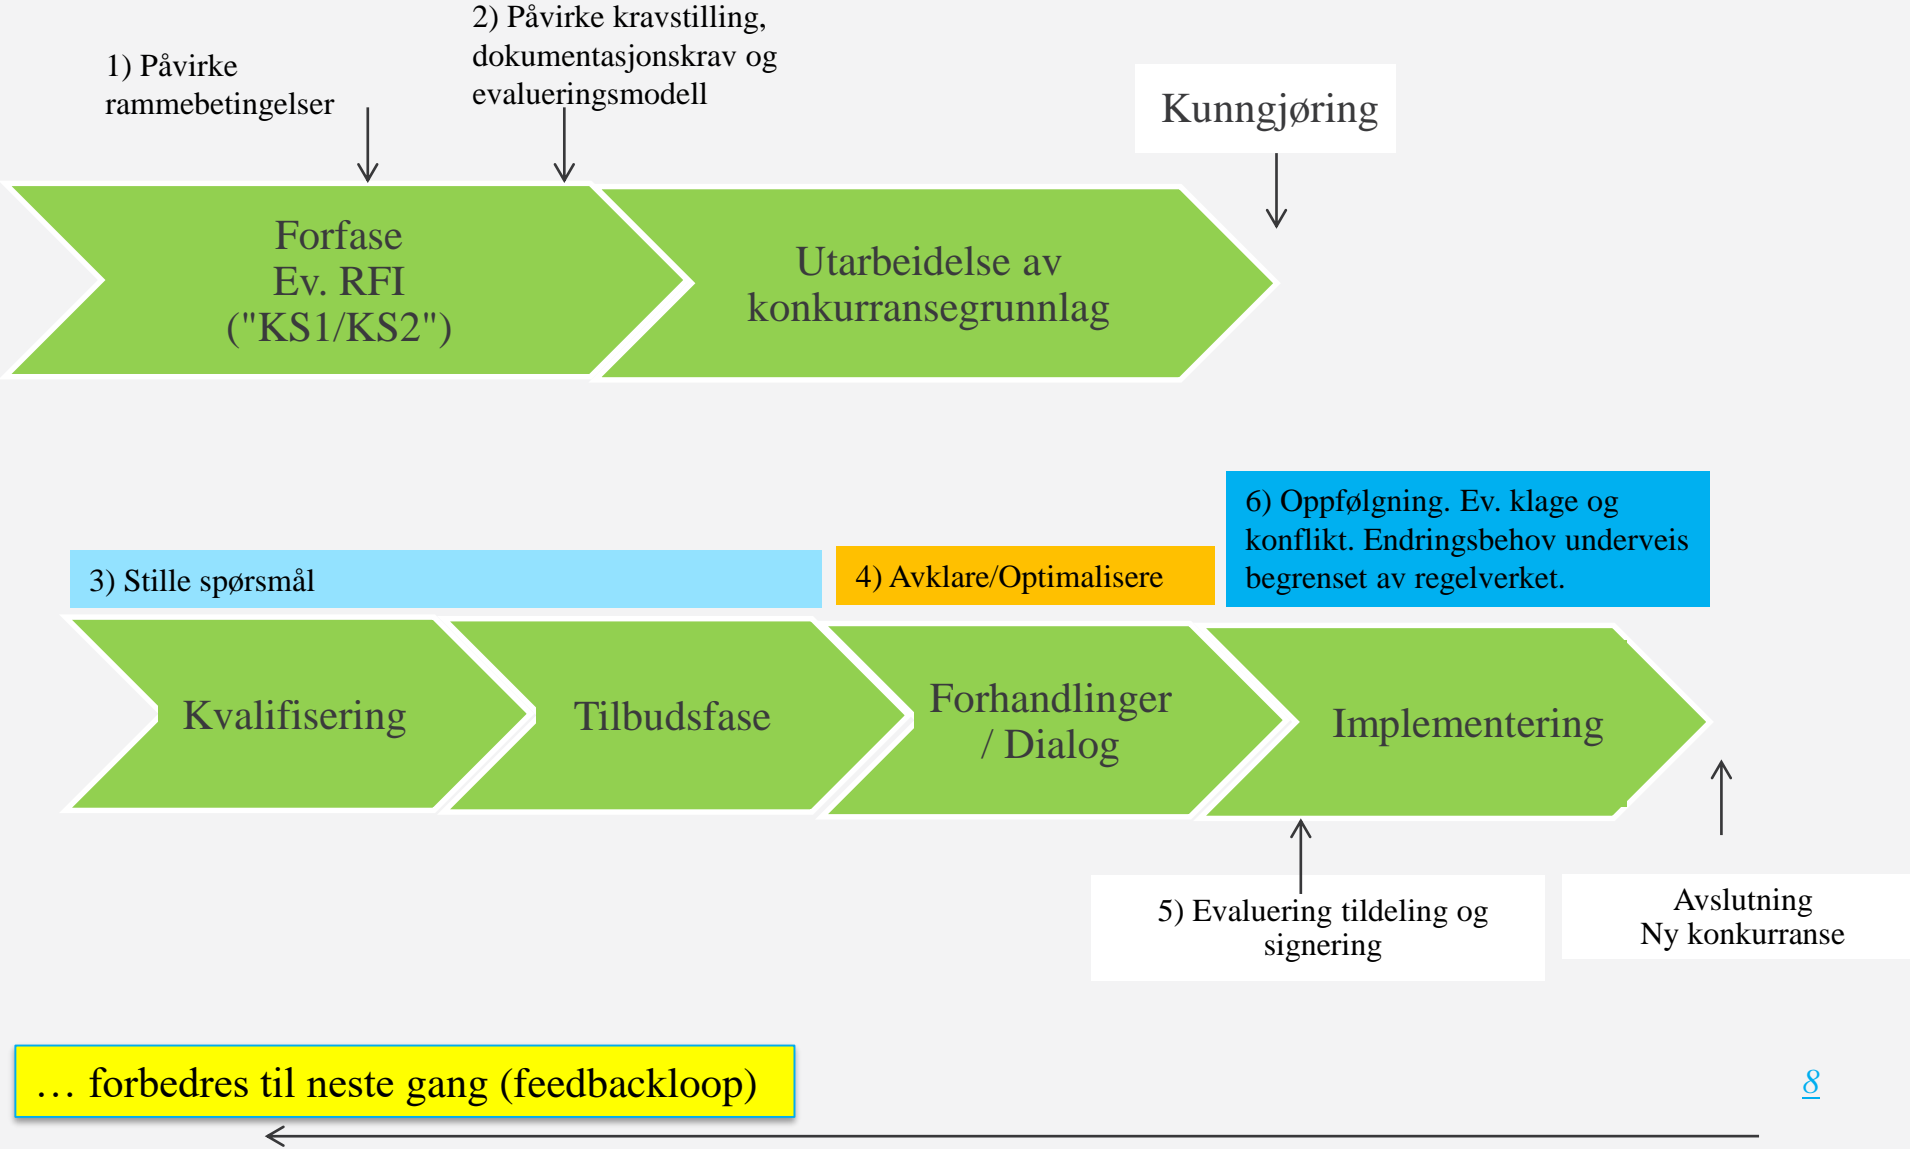 1) Påvirke
rammebetingelser
2) Påvirke kravstilling,
dokumentasjonskrav og
evalueringsmodell
Kunngjøring
Forfase
Ev. RFI
("KS1/KS2")
Utarbeidelse av
konkurransegrunnlag
3) Stille spørsmål
4) Avklare/Optimalisere
6) Oppfølgning. Ev. klage og
konflikt. Endringsbehov underveis
begrenset av regelverket.
Kvalifisering
Tilbudsfase
Forhandlinger
/ Dialog
Implementering
5) Evaluering tildeling og
signering
Avslutning
Ny konkurranse
… forbedres til neste gang (feedbackloop)
8